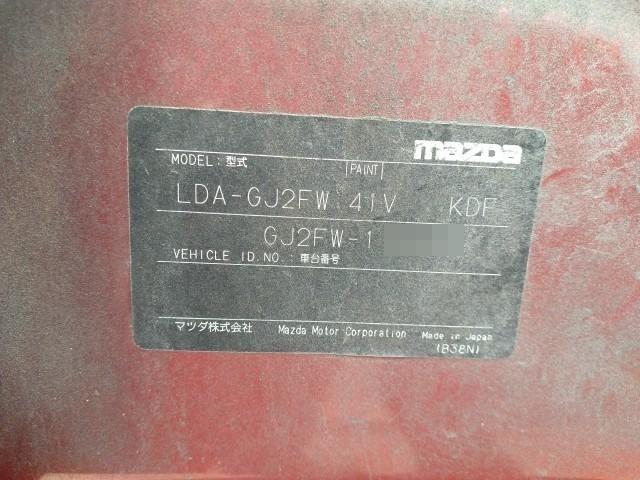 mazda
MODEL: 型式 PAINT
LDA-GJ2FW 41V KDF
GJ2FW-1
VEHICLE ID.NO.: 車台番号
マツダ株式会社 Mazda Motor Corporation Made in Japan
(B38N)